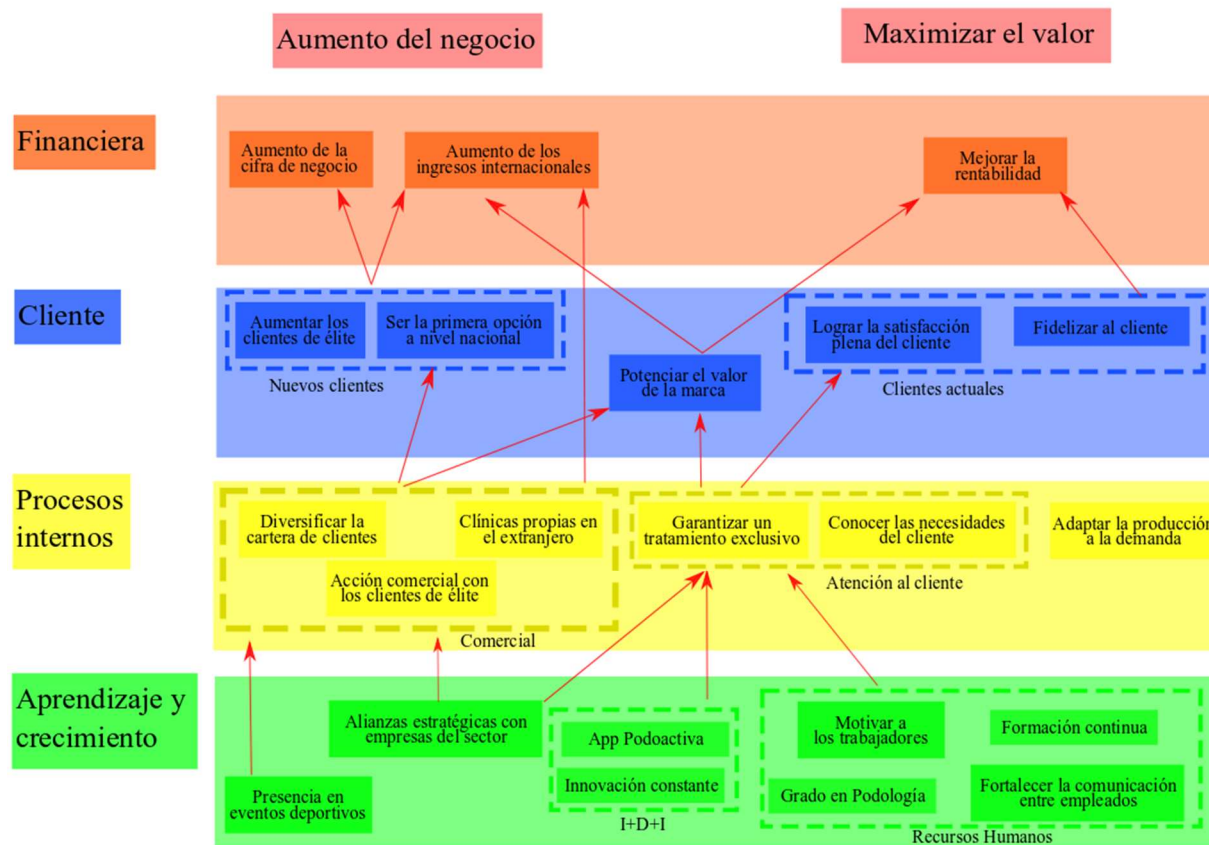 Aumento del negocio
Maximizar el valor
Financiera
Aumento de la
cifra de negocio
Aumento de los
ingresos internacionales
Mejorar la
rentabilidad
Cliente
Aumentar los
clientes de élite
Ser la primera opción
a nivel nacional
Nuevos clientes
Potenciar el valor
de la marca
Lograr la satisfacción
plena del cliente
Fidelizar al cliente
Clientes actuales
Procesos
internos
Diversificar la
cartera de clientes
Clínicas propias en
el extranjero
Acción comercial con
los clientes de élite
Comercial
Garantizar un
tratamiento exclusivo
Conocer las necesidades
del cliente
Atención al cliente
Adaptar la producción
a la demanda
Aprendizaje y
crecimiento
Presencia en
eventos deportivos
Alianzas estratégicas con
empresas del sector
App Podoactiva
Innovación constante
I+D+I
Motivar a
los trabajadores
Formación continua
Grado en Podología
Fortalecer la comunicación
entre empleados
Recursos Humanos